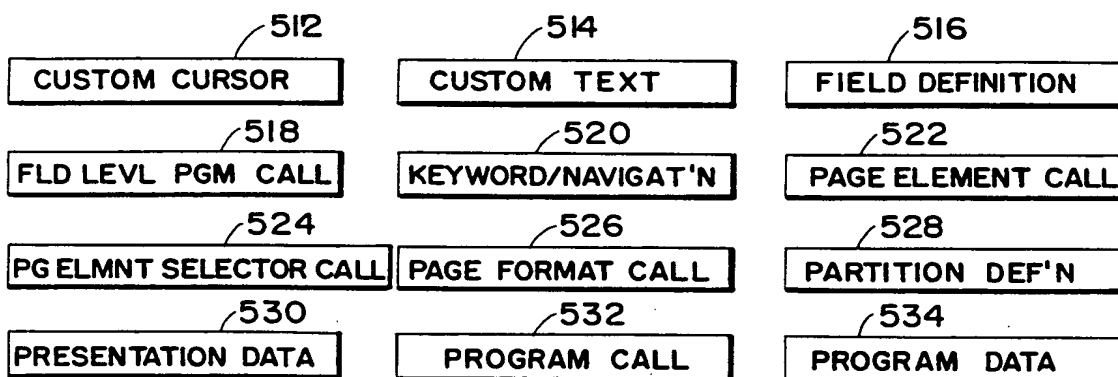 512 514 516
CUSTOM CURSOR CUSTOM TEXT FIELD DEFINITION
518 520 522
FLD LEVL PGM CALL KEYWORD/NAVIGAT'N PAGE ELEMENT CALL
524 526 528
PG ELMNT SELECTOR CALL PAGE FORMAT CALL PARTITION DEF'N
530 532 534
PRESENTATION DATA PROGRAM CALL PROGRAM DATA